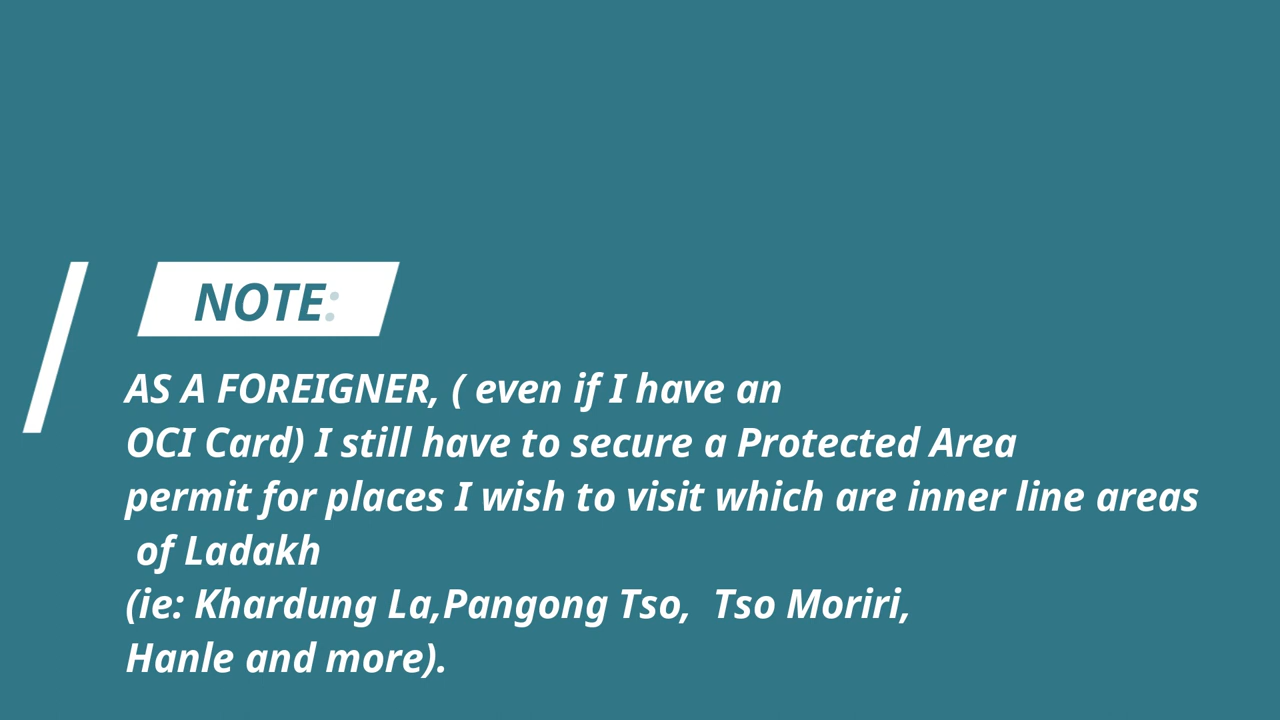 NOTE:
AS A FOREIGNER, ( even if I have an
OCI Card) I still have to secure a Protected Area
permit for places I wish to visit which are inner line areas
of Ladakh
(ie: Khardung La,Pangong Tso,  Tso Moriri,
Hanle and more).